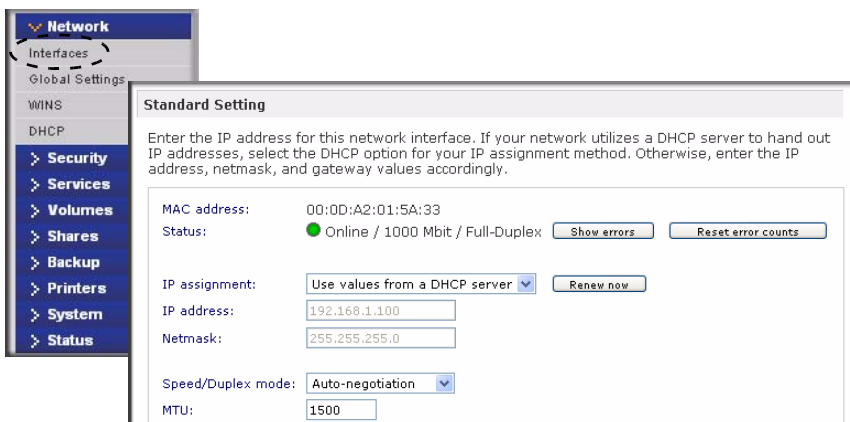 Network
Interfaces
Global Settings
WINS
DHCP
Security
Services
Volumes
Shares
Backup
Printers
System
Status
Standard Setting
Enter the IP address for this network interface. If your network utilizes a DHCP server to hand out
IP addresses, select the DHCP option for your IP assignment method. Otherwise, enter the IP
address, netmask, and gateway values accordingly.
MAC address: 00:0D:A2:01:5A:33
Status: Online / 1000 Mbit / Full-Duplex Show errors Reset error counts
IP assignment: Use values from a DHCP server Renew now
IP address: 192.168.1.100
Netmask: 255.255.255.0
Speed/Duplex mode: Auto-negotiation
MTU: 1500